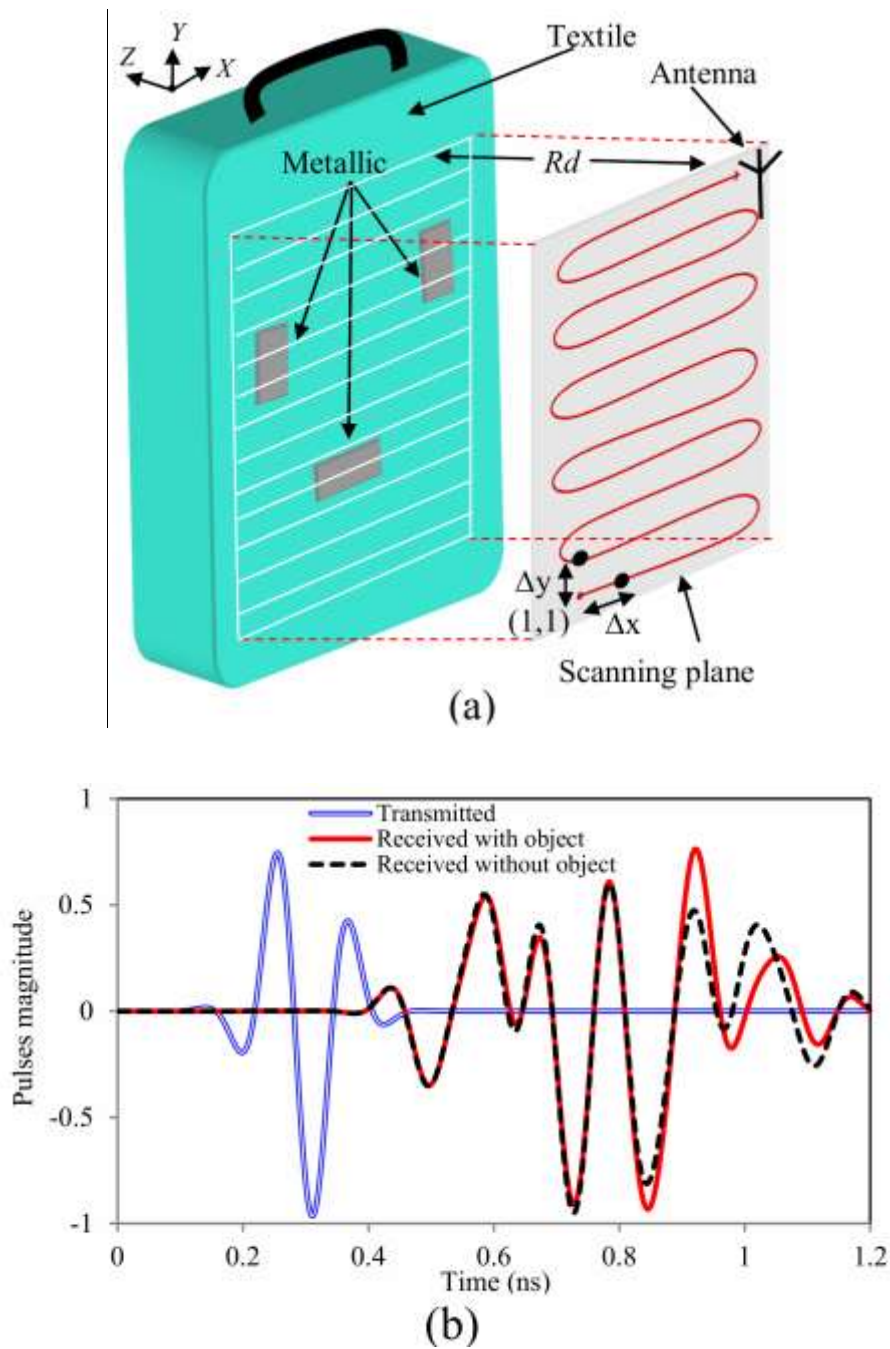 Textile
Y
Z
X
Antenna
Metallic
Rd
Δy
(1,1)
Δx
Scanning plane
(a)
1
Transmitted
Received with object
0.5
Received without object
0
Pulses magnitude
-0.5
-1
0 0.2 0.4 0.6 0.8 1 1.2
Time (ns)
(b)